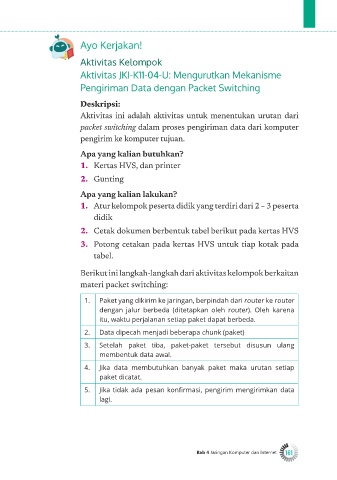 Ayo Kerjakan!
Aktivitas Kelompok
Aktivitas JKI-K11-04-U: Mengurutkan Mekanisme
Pengiriman Data dengan Packet Switching
Deskripsi:
Aktivitas ini adalah aktivitas untuk menentukan urutan dari
packet switching dalam proses pengiriman data dari komputer
pengirim ke komputer tujuan.
Apa yang kalian butuhkan?
1. Kertas HVS, dan printer
2. Gunting
Apa yang kalian lakukan?
1. Atur kelompok peserta didik yang terdiri dari 2 – 3 peserta
didik
2. Cetak dokumen berbentuk tabel berikut pada kertas HVS
3. Potong cetakan pada kertas HVS untuk tiap kotak pada
tabel.
Berikut ini langkah-langkah dari aktivitas kelompok berkaitan
materi packet switching:
1. Paket yang dikirim ke jaringan, berpindah dari router ke router
dengan jalur berbeda (ditetapkan oleh router). Oleh karena
itu, waktu perjalanan setiap paket dapat berbeda.
2. Data dipecah menjadi beberapa chunk (paket)
3. Setelah paket tiba, paket-paket tersebut disusun ulang
membentuk data awal.
4. Jika data membutuhkan banyak paket maka urutan setiap
paket dicatat.
5. Jika tidak ada pesan konfirmasi, pengirim mengirimkan data
lagi.
Bab 4 Jaringan Komputer dan Internet 161